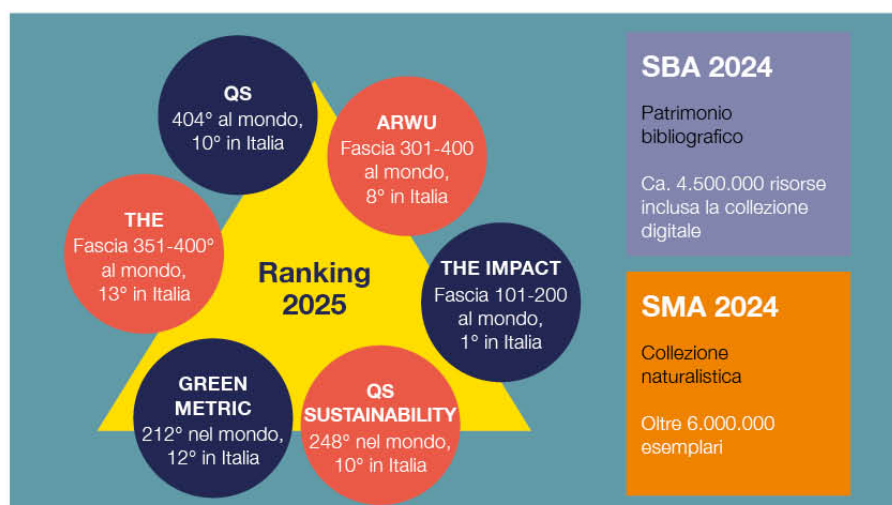 QS
404° al mondo,
10° in Italia
ARWU
Fascia 301-400
al mondo,
8° in Italia
THE
Fascia 351-400°
al mondo,
13° in Italia
Ranking
2025
THE IMPACT
Fascia 101-200
al mondo,
1° in Italia
GREEN
METRIC
212° nel mondo,
12° in Italia
QS
SUSTAINABILITY
248° nel mondo,
10° in Italia
SBA 2024
Patrimonio
bibliografico
Ca. 4.500.000 risorse
inclusa la collezione
digitale
SMA 2024
Collezione
naturalistica
Oltre 6.000.000
esemplari